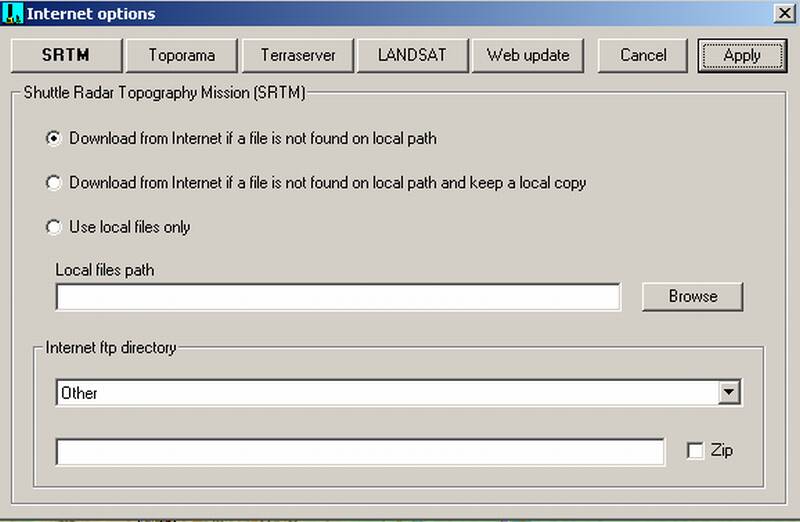 Internet options
SRTM Toporama Terraserver LANDSAT Web update Cancel Apply
Shuttle Radar Topography Mission (SRTM)
Download from Internet if a file is not found on local path
Download from Internet if a file is not found on local path and keep a local copy
Use local files only
Local files path
Browse
Internet ftp directory
Other
Zip